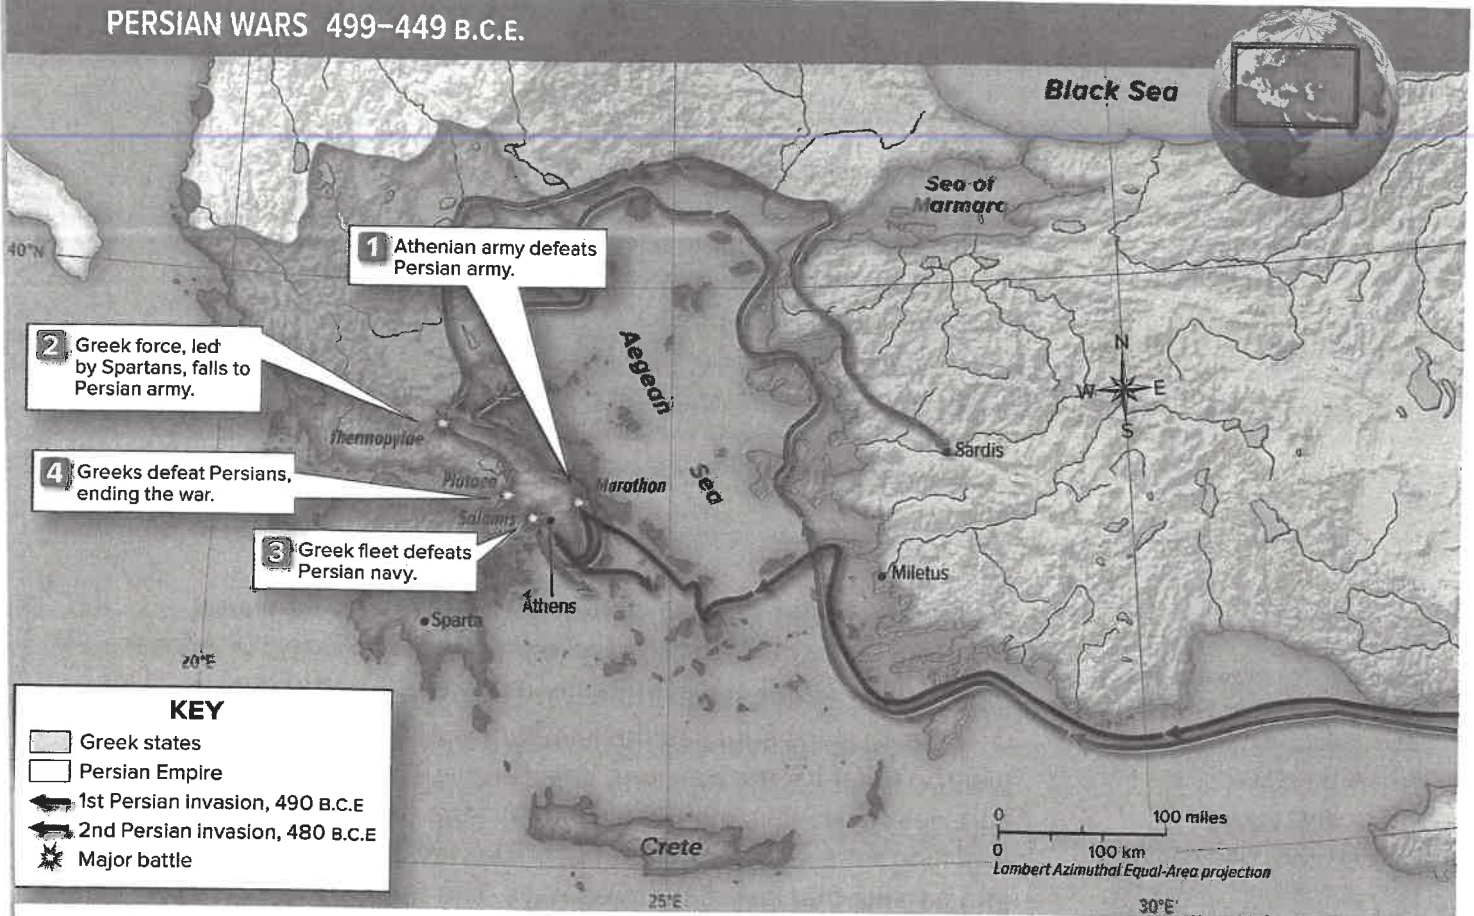 PERSIAN WARS 499–449 B.C.E.
Black Sea
Sea of
Marmara
40°N
1 Athenian army defeats
Persian army.
2 Greek force, led
by Spartans, falls to
Persian army.
Aegean
Sea
N
W E
S
Thermopylae
Sardis
4 Greeks defeat Persians,
ending the war.
Plataea
Marathon
Salamis
3 Greek fleet defeats
Persian navy.
Miletus
Athens
Sparta
20°E
KEY
Greek states
Persian Empire
1st Persian invasion, 490 B.C.E
2nd Persian invasion, 480 B.C.E
Major battle
Crete
0 100 miles
0 100 km
Lambert Azimuthal Equal-Area projection
25°E
30°E